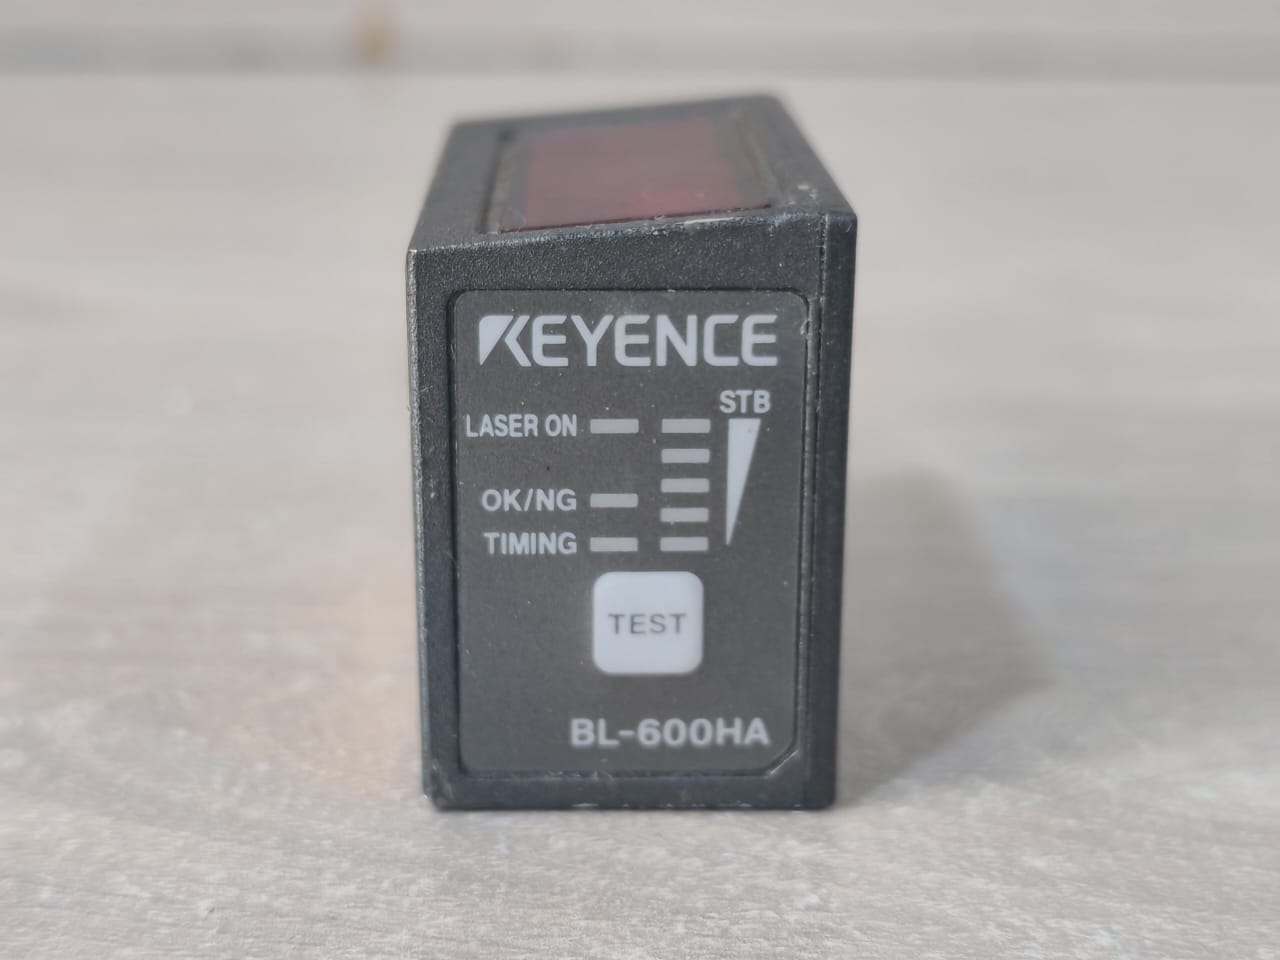 KEYENCE
STB
LASER ON
OK/NG
TIMING
TEST
BL-600HA